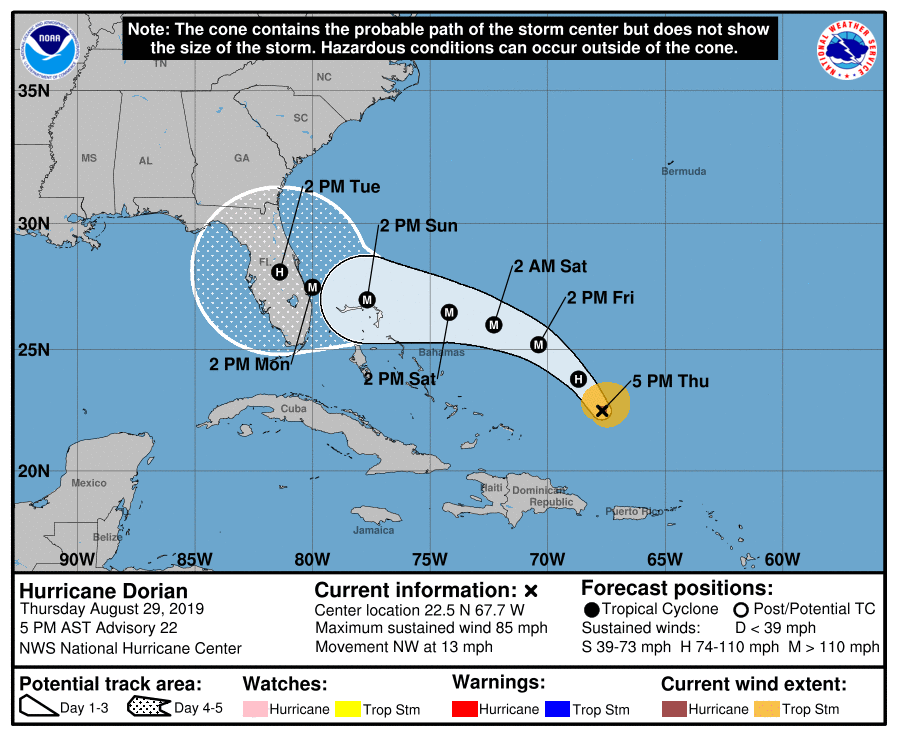 Note: The cone contains the probable path of the storm center but does not show
the size of the storm. Hazardous conditions can occur outside of the cone.
NOAA
NATIONAL WEATHER SERVICE
TN
NC
35N
SC
MS
AL
GA
Bermuda
2 PM Tue
30N
2 PM Sun
FL
2 AM Sat
H
M
M
2 PM Fri
M
M
M
25N
Bahamas
2 PM Mon
2 PM Sat
H
5 PM Thu
Cuba
20N
Mexico
Haiti
Dominican
Republic
Puerto Rico
Jamaica
Belize
90W 85W 80W 75W 70W 65W 60W
Hurricane Dorian
Thursday August 29, 2019
5 PM AST Advisory 22
NWS National Hurricane Center
Current information: ×
Center location 22.5 N 67.7 W
Maximum sustained wind 85 mph
Movement NW at 13 mph
Forecast positions:
Tropical Cyclone Post/Potential TC
Sustained winds: D < 39 mph
S 39-73 mph H 74-110 mph M > 110 mph
Potential track area:
Day 1-3 Day 4-5
Watches:
Hurricane Trop Stm
Warnings:
Hurricane Trop Stm
Current wind extent:
Hurricane Trop Stm